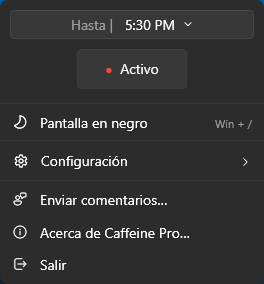 Hasta | 5:30 PM
Activo
Pantalla en negro Win + /
Configuración
Enviar comentarios...
Acerca de Caffeine Pro...
Salir